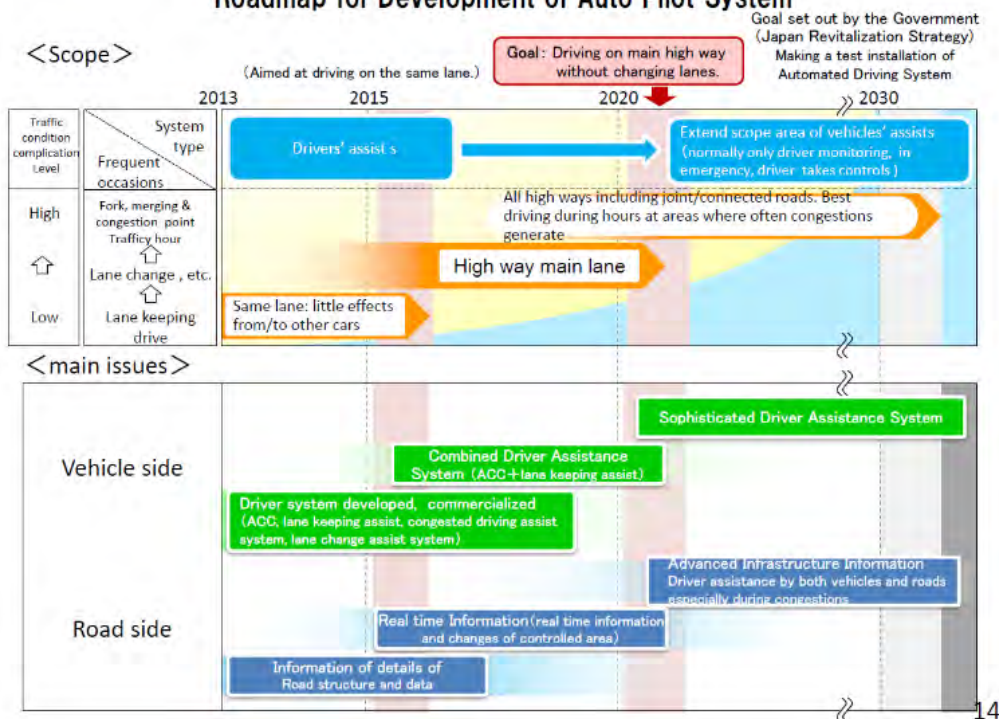 Roadmap for Development of Auto Pilot System
Goal set out by the Government
(Japan Revitalization Strategy)
Making a test installation of
Automated Driving System
<Scope>
(Aimed at driving on the same lane.)
Goal: Driving on main high way
without changing lanes.
2013
2015
2020
2030
Traffic
condition
complication
Level
System
type
Frequent
occasions
Drivers' assist s
Extend scope area of vehicles' assists
(normally only driver monitoring, in
emergency, driver takes controls)
High
Low
Fork, merging &
congestion point
Trafficy hour
Lane change , etc.
Lane keeping
drive
All high ways including joint/connected roads. Best
driving during hours at areas where often congestions
generate
High way main lane
Same lane: little effects
from/to other cars
<main issues>
Vehicle side
Sophisticated Driver Assistance System
Combined Driver Assistance
System (ACC+lane keeping assist)
Driver system developed, commercialized
(ACC, lane keeping assist, congested driving assist
system, lane change assist system)
Road side
Advanced Infrastructure Information
Driver assistance by both vehicles and roads
especially during congestions
Real time Information(real time information
and changes of controlled area)
Information of details of
Road structure and data
14